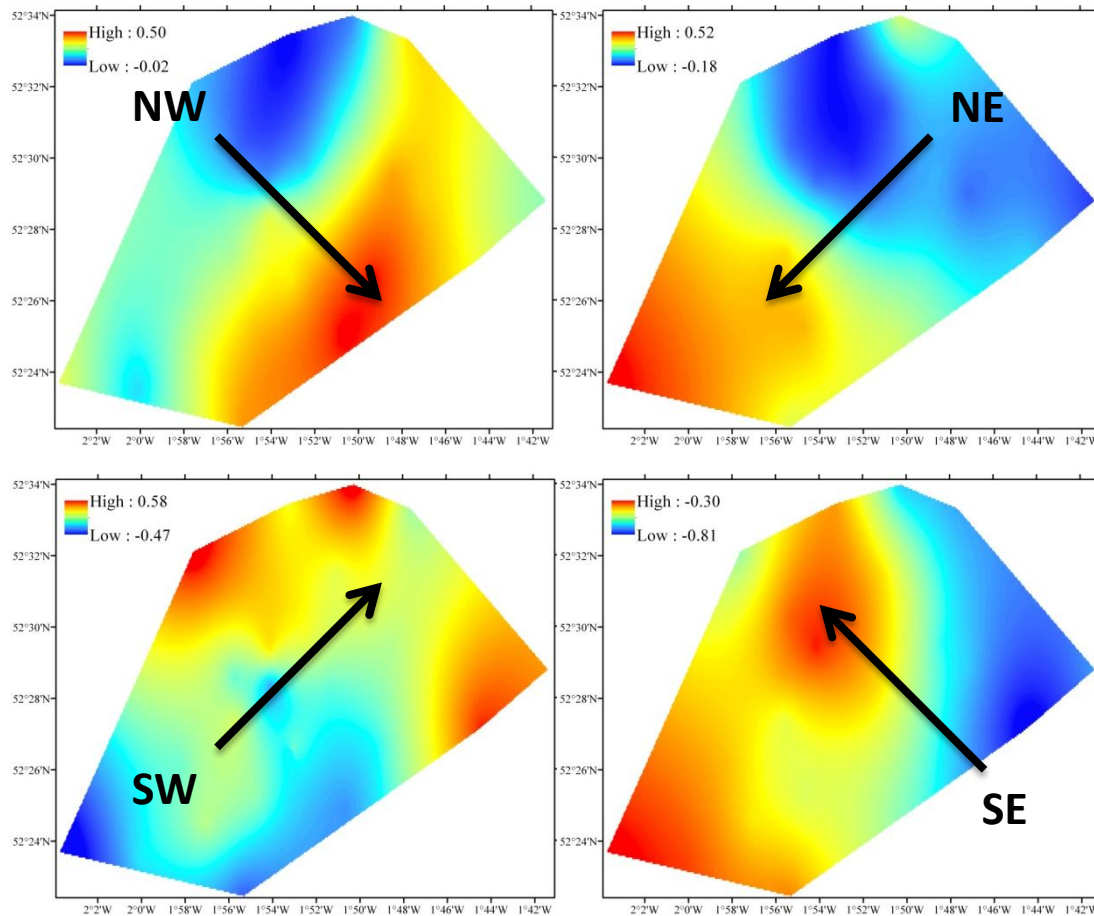 52°34'N
High : 0.50
Low : -0.02
52°32'N
NW
52°30'N
52°28'N
52°26'N
52°24'N
2°2'W 2°0'W 1°58'W 1°56'W 1°54'W 1°52'W 1°50'W 1°48'W 1°46'W 1°44'W 1°42'W
52°34'N
High : 0.52
Low : -0.18
52°32'N
NE
52°30'N
52°28'N
52°26'N
52°24'N
2°2'W 2°0'W 1°58'W 1°56'W 1°54'W 1°52'W 1°50'W 1°48'W 1°46'W 1°44'W 1°42'W
52°34'N
High : 0.58
Low : -0.47
52°32'N
52°30'N
52°28'N
52°26'N
SW
52°24'N
2°2'W 2°0'W 1°58'W 1°56'W 1°54'W 1°52'W 1°50'W 1°48'W 1°46'W 1°44'W 1°42'W
52°34'N
High : -0.30
Low : -0.81
52°32'N
52°30'N
52°28'N
52°26'N
SE
52°24'N
2°2'W 2°0'W 1°58'W 1°56'W 1°54'W 1°52'W 1°50'W 1°48'W 1°46'W 1°44'W 1°42'W